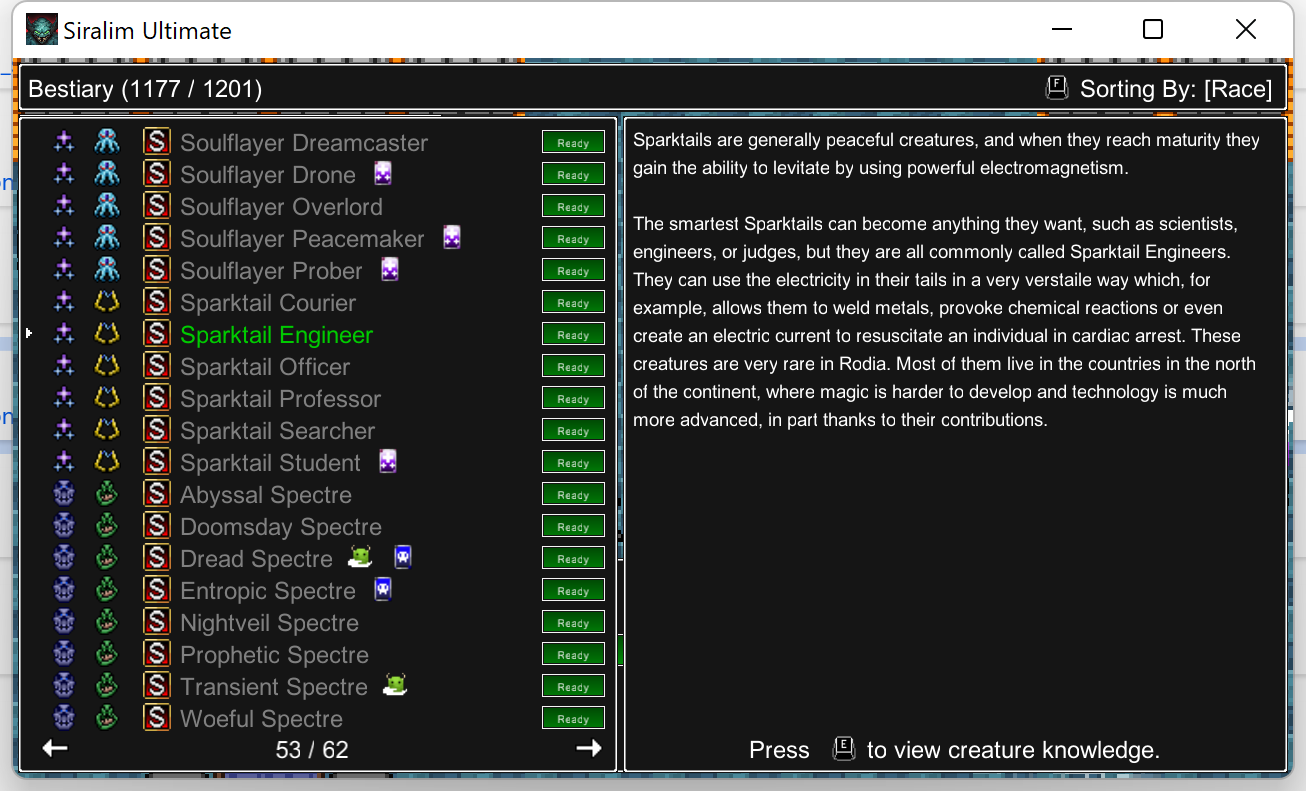 Siralim Ultimate
Bestiary (1177 / 1201)
F Sorting By: [Race]
S Soulflayer Dreamcaster Ready
S Soulflayer Drone Ready
S Soulflayer Overlord Ready
S Soulflayer Peacemaker Ready
S Soulflayer Prober Ready
S Sparktail Courier Ready
S Sparktail Engineer Ready
S Sparktail Officer Ready
S Sparktail Professor Ready
S Sparktail Searcher Ready
S Sparktail Student Ready
S Abyssal Spectre Ready
S Doomsday Spectre Ready
S Dread Spectre Ready
S Entropic Spectre Ready
S Nightveil Spectre Ready
S Prophetic Spectre Ready
S Transient Spectre Ready
S Woeful Spectre Ready
53 / 62
Sparktails are generally peaceful creatures, and when they reach maturity they
gain the ability to levitate by using powerful electromagnetism.
The smartest Sparktails can become anything they want, such as scientists,
engineers, or judges, but they are all commonly called Sparktail Engineers.
They can use the electricity in their tails in a very verstaile way which, for
example, allows them to weld metals, provoke chemical reactions or even
create an electric current to resuscitate an individual in cardiac arrest. These
creatures are very rare in Rodia. Most of them live in the countries in the north
of the continent, where magic is harder to develop and technology is much
more advanced, in part thanks to their contributions.
Press E to view creature knowledge.